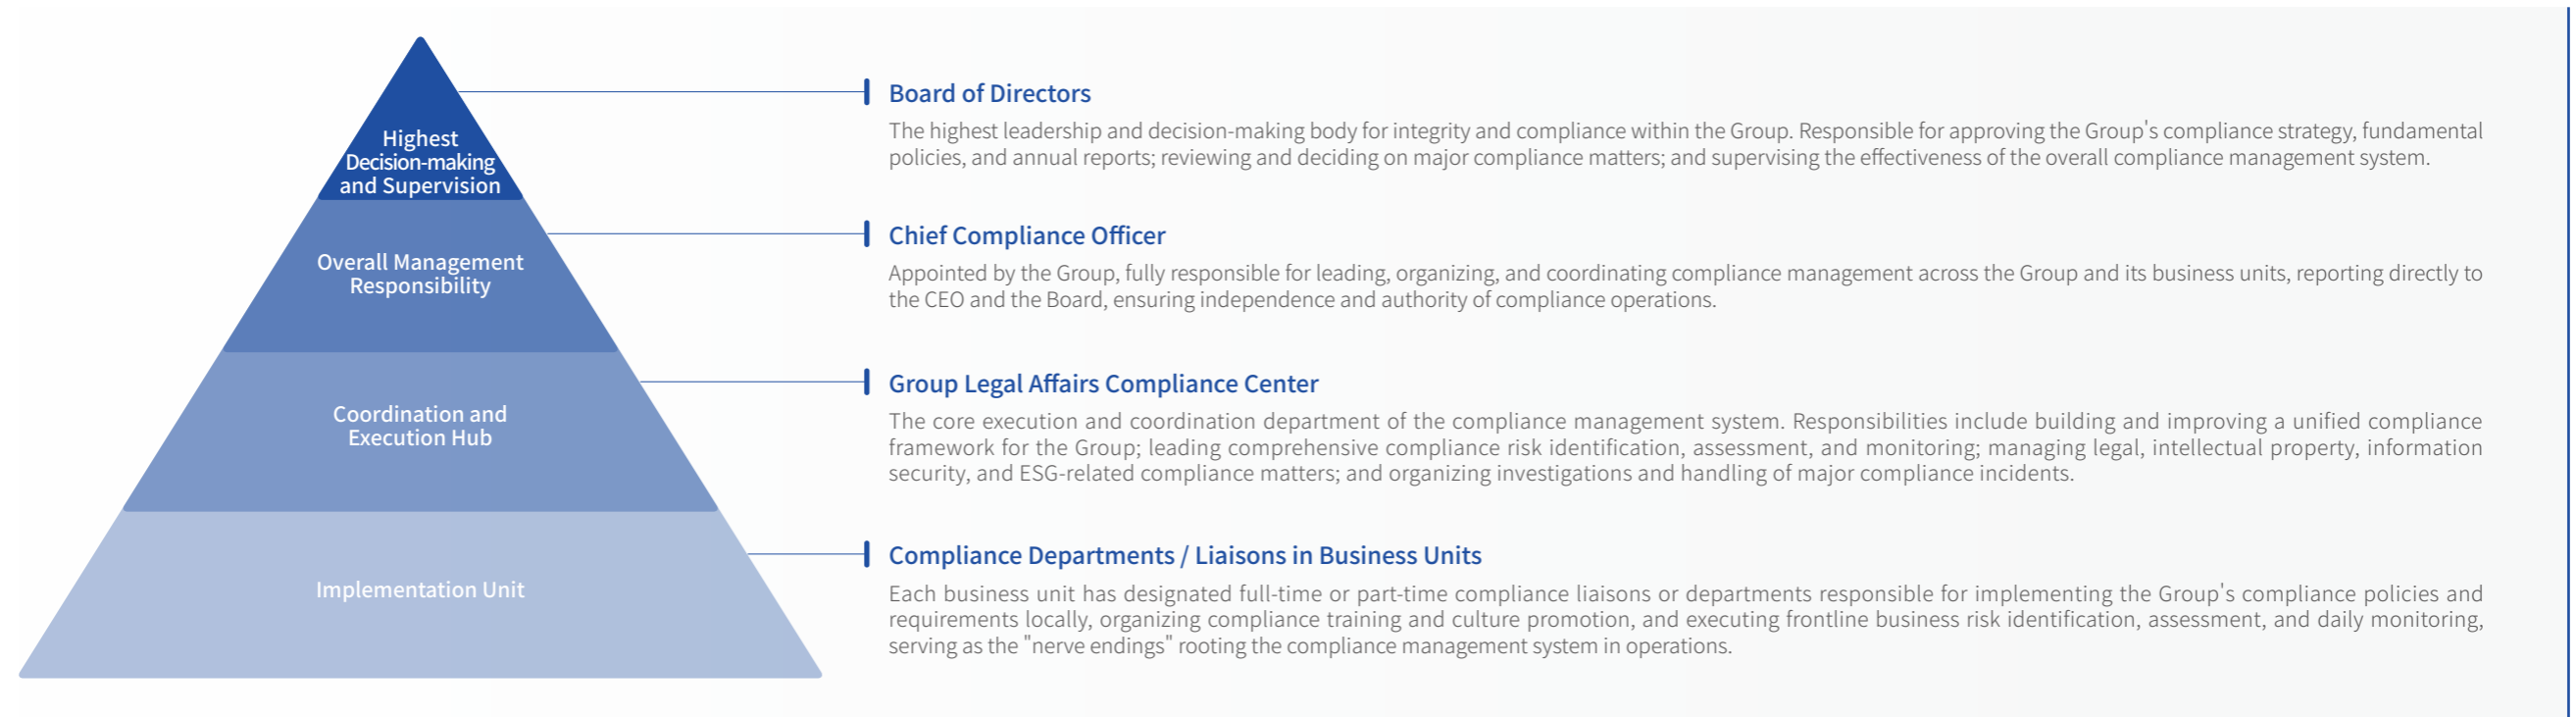 Highest
Decision-making
and Supervision
Board of Directors
The highest leadership and decision-making body for integrity and compliance within the Group. Responsible for approving the Group's compliance strategy, fundamental
policies, and annual reports; reviewing and deciding on major compliance matters; and supervising the effectiveness of the overall compliance management system.
Overall Management
Responsibility
Chief Compliance Officer
Appointed by the Group, fully responsible for leading, organizing, and coordinating compliance management across the Group and its business units, reporting directly to
the CEO and the Board, ensuring independence and authority of compliance operations.
Coordination and
Execution Hub
Group Legal Affairs Compliance Center
The core execution and coordination department of the compliance management system. Responsibilities include building and improving a unified compliance
framework for the Group; leading comprehensive compliance risk identification, assessment, and monitoring; managing legal, intellectual property, information
security, and ESG-related compliance matters; and organizing investigations and handling of major compliance incidents.
Implementation Unit
Compliance Departments / Liaisons in Business Units
Each business unit has designated full-time or part-time compliance liaisons or departments responsible for implementing the Group's compliance policies and
requirements locally, organizing compliance training and culture promotion, and executing frontline business risk identification, assessment, and daily monitoring,
serving as the "nerve endings" rooting the compliance management system in operations.